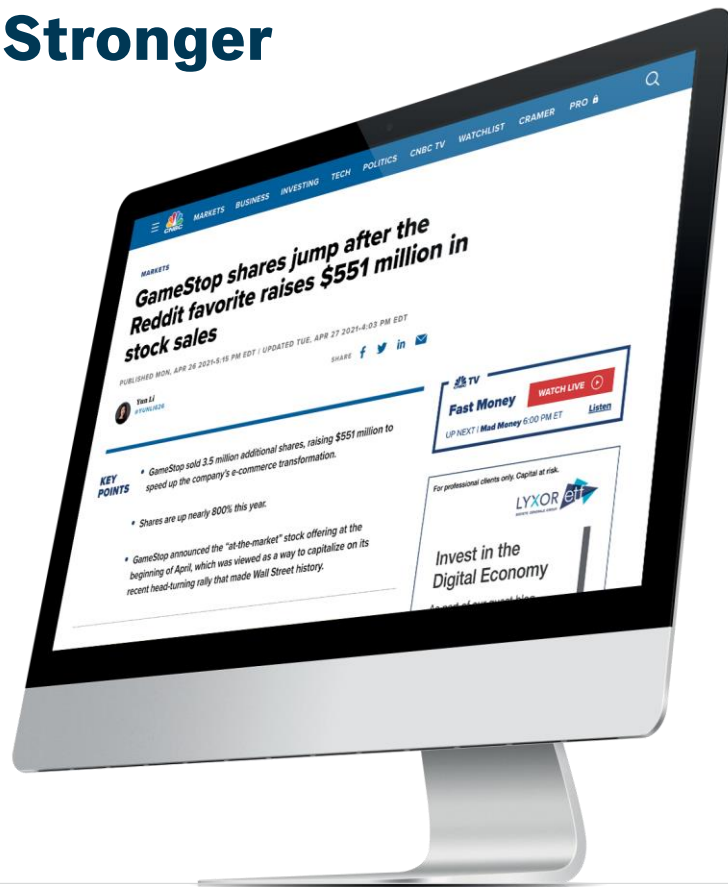 Stronger
CNBC
MARKETS BUSINESS INVESTING TECH POLITICS CNBC TV WATCHLIST CRAMER PRO
MARKETS
GameStop shares jump after the
Reddit favorite raises $551 million in
stock sales
PUBLISHED MON, APR 26 2021•5:15 PM EDT | UPDATED TUE, APR 27 2021•4:03 PM EDT
Yun Li
@YUNLI626
SHARE f in
KEY
POINTS
• GameStop sold 3.5 million additional shares, raising $551 million to
speed up the company's e-commerce transformation.
• Shares are up nearly 800% this year.
• GameStop announced the "at-the-market" stock offering at the
beginning of April, which was viewed as a way to capitalize on its
recent head-turning rally that made Wall Street history.
TV
Fast Money
WATCH LIVE
UP NEXT | Mad Money 6:00 PM ET
Listen
For professional clients only. Capital at risk.
LYXOR etf
Invest in the
Digital Economy